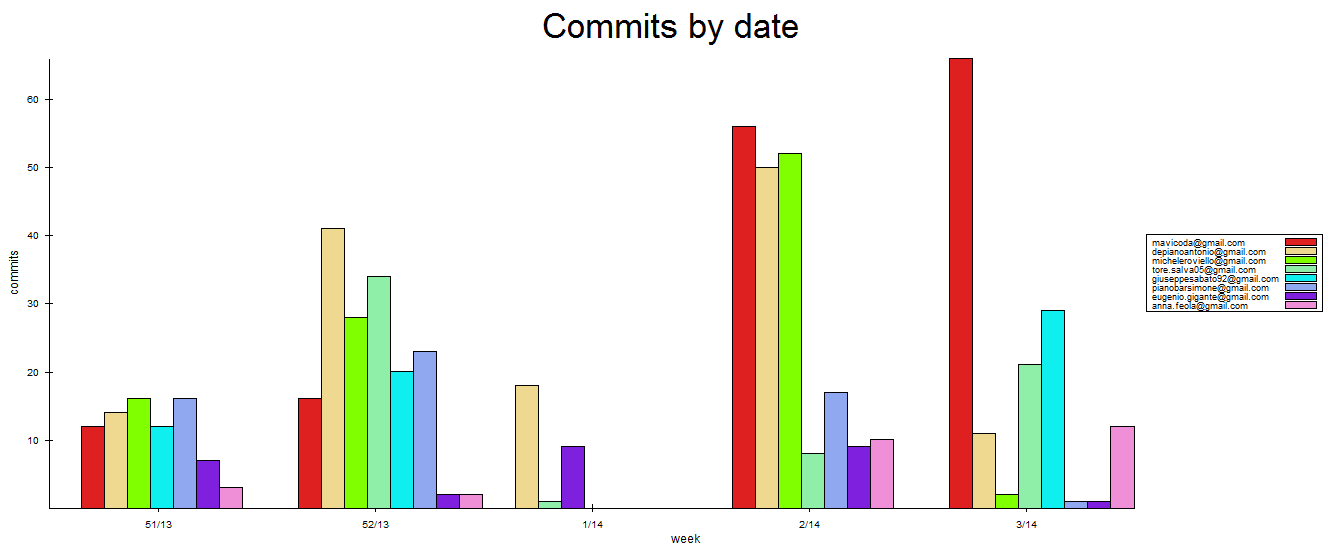 Commits by date
60
50
40
30
20
10
commits
51/13
52/13
1/14
2/14
3/14
week
mavicoda@gmail.com
depianoantonio@gmail.com
micheleroviello@gmail.com
tore.salva05@gmail.com
giuseppesabato92@gmail.com
pianobarsimone@gmail.com
eugenio.gigante@gmail.com
anna.feola@gmail.com